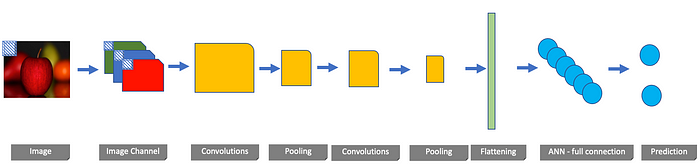 Image
Image Channel
Convolutions
Pooling
Convolutions
Pooling
Flattening
ANN - full connection
Prediction